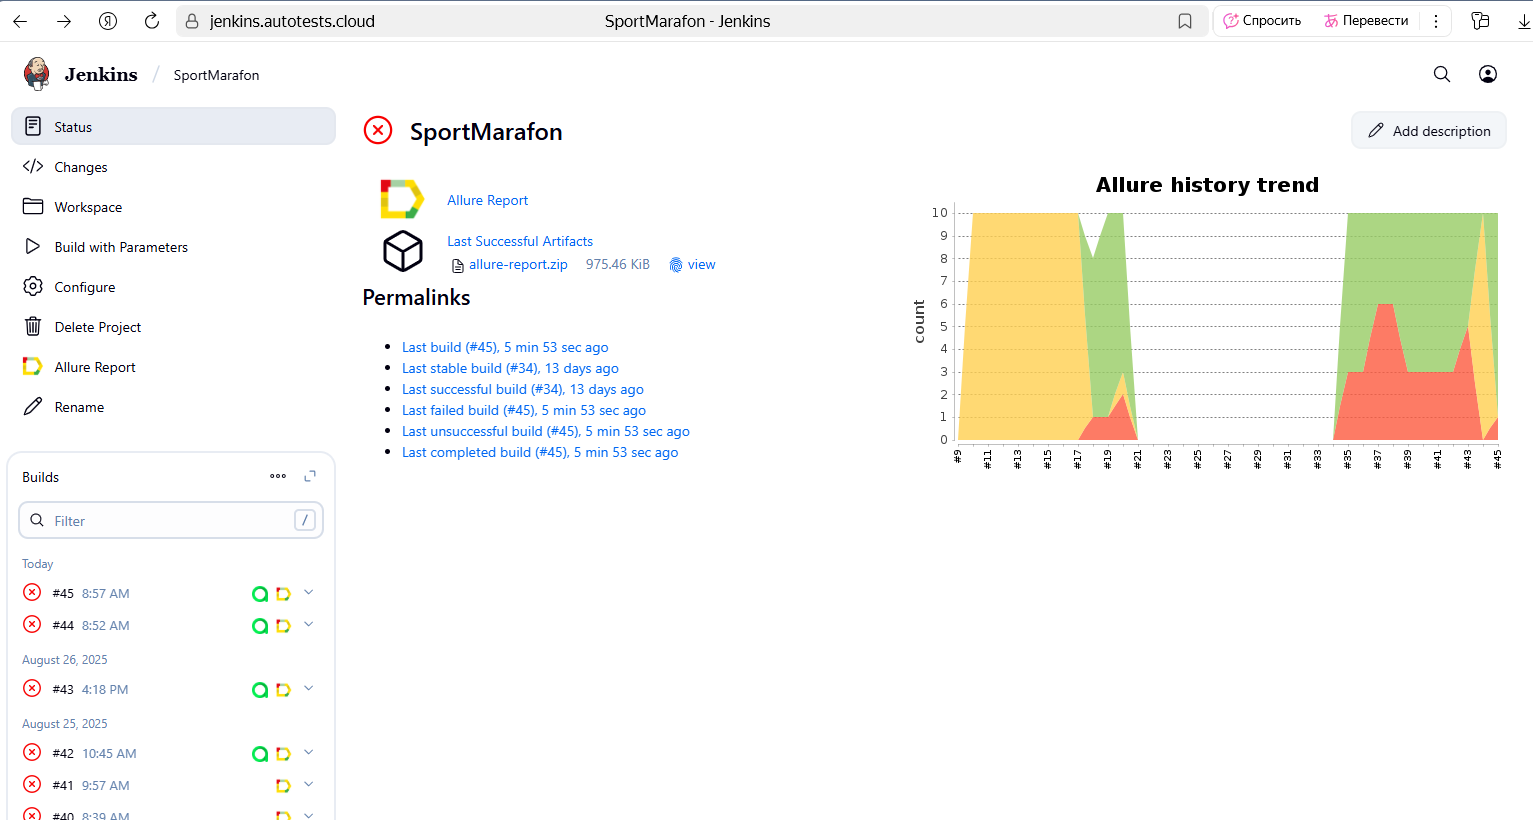 jenkins.autotests.cloud
SportMarafon - Jenkins
Спросить
Перевести
Jenkins / SportMarafon
Status
Changes
Workspace
Build with Parameters
Configure
Delete Project
Allure Report
Rename
Builds
Filter /
Today
#45 8:57 AM
#44 8:52 AM
August 26, 2025
#43 4:18 PM
August 25, 2025
#42 10:45 AM
#41 9:57 AM
#40 8:39 AM
SportMarafon
Add description
Allure Report
Last Successful Artifacts
allure-report.zip 975.46 KiB view
Permalinks
Last build (#45), 5 min 53 sec ago
Last stable build (#34), 13 days ago
Last successful build (#34), 13 days ago
Last failed build (#45), 5 min 53 sec ago
Last unsuccessful build (#45), 5 min 53 sec ago
Last completed build (#45), 5 min 53 sec ago
Allure history trend
count
10
9
8
7
6
5
4
3
2
1
0
#9 #11 #13 #15 #17 #19 #21 #23 #25 #27 #29 #31 #33 #35 #37 #39 #41 #43 #45